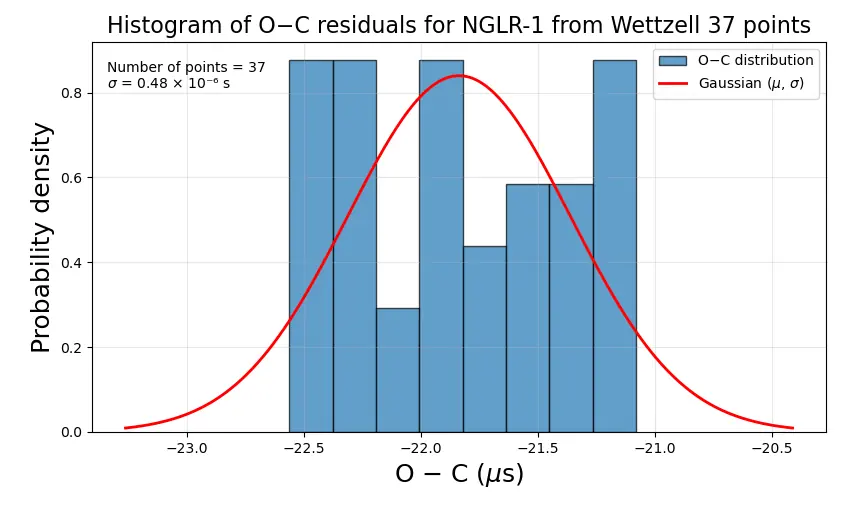 Histogram of O−C residuals for NGLR-1 from Wettzell 37 points
Number of points = 37
σ = 0.48 × 10⁻⁶ s
O−C distribution
Gaussian (μ, σ)
Probability density
0.8
0.6
0.4
0.2
0.0
−23.0 −22.5 −22.0 −21.5 −21.0 −20.5
O − C (μs)